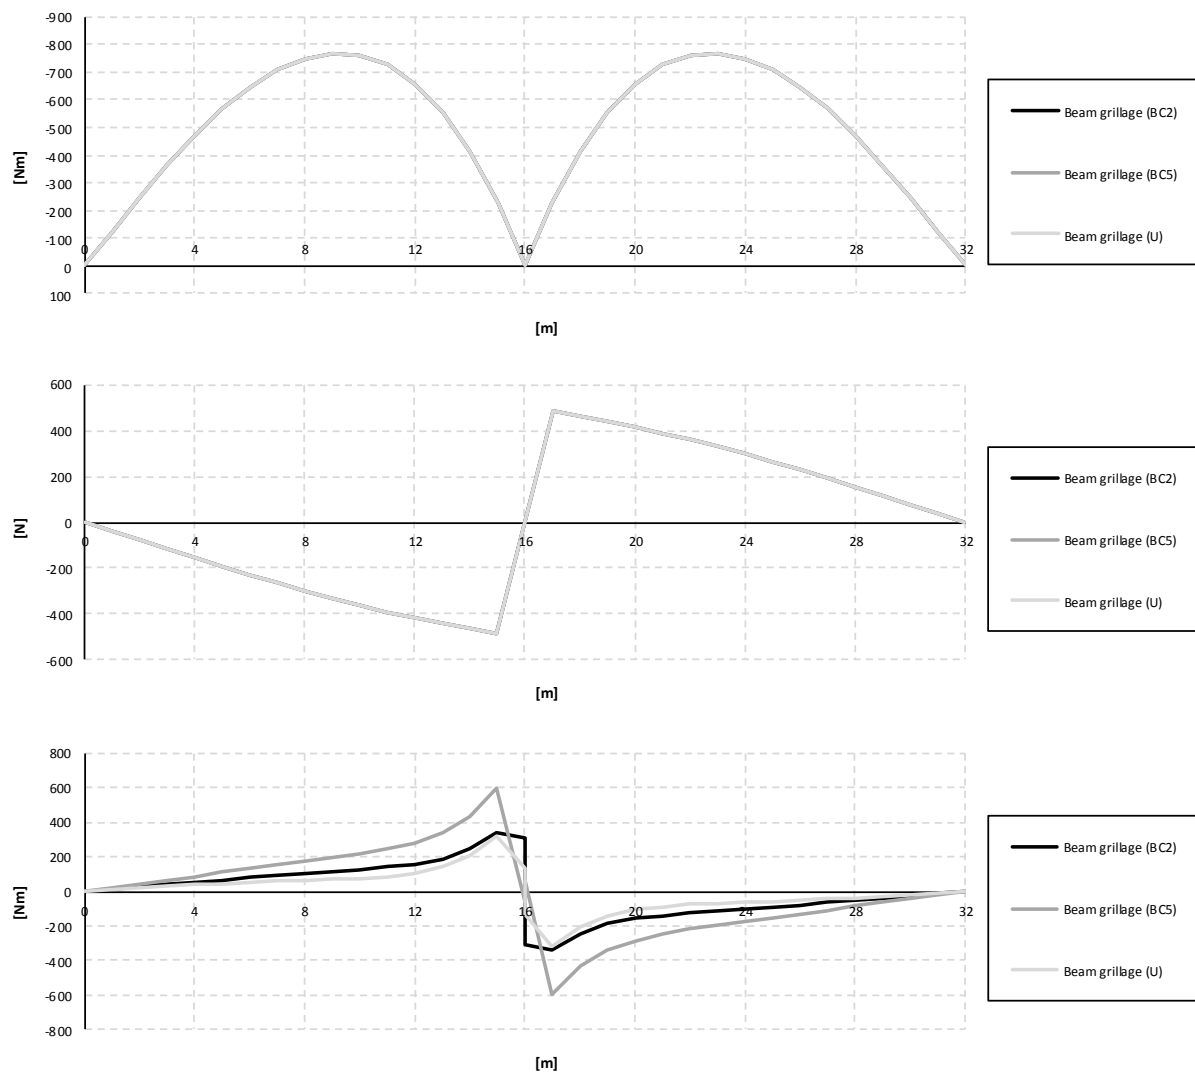 -900
-800
-700
-600
-500
-400
-300
-200
-100
0
100
[Nm]
0 4 8 12 16 20 24 28 32
[m]
Beam grillage (BC2)
Beam grillage (BC5)
Beam grillage (U)
600
400
200
0
-200
-400
-600
[N]
0 4 8 12 16 20 24 28 32
[m]
Beam grillage (BC2)
Beam grillage (BC5)
Beam grillage (U)
800
600
400
200
0
-200
-400
-600
-800
[Nm]
0 4 8 12 16 20 24 28 32
[m]
Beam grillage (BC2)
Beam grillage (BC5)
Beam grillage (U)